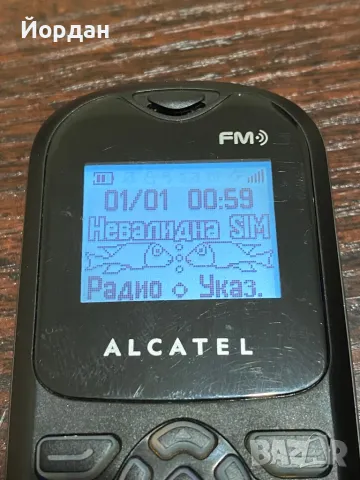 Йордан
FM
01/01 00:59
Невалидна SIM
Радио Указ.
ALCATEL
BAZAR